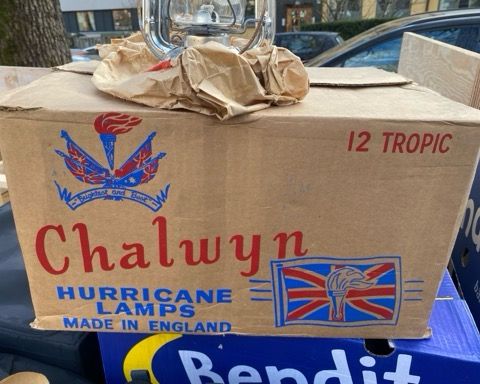 12 TROPIC
"Brightest and Best"
Chalwyn
HURRICANE
LAMPS
MADE IN ENGLAND
Bendit